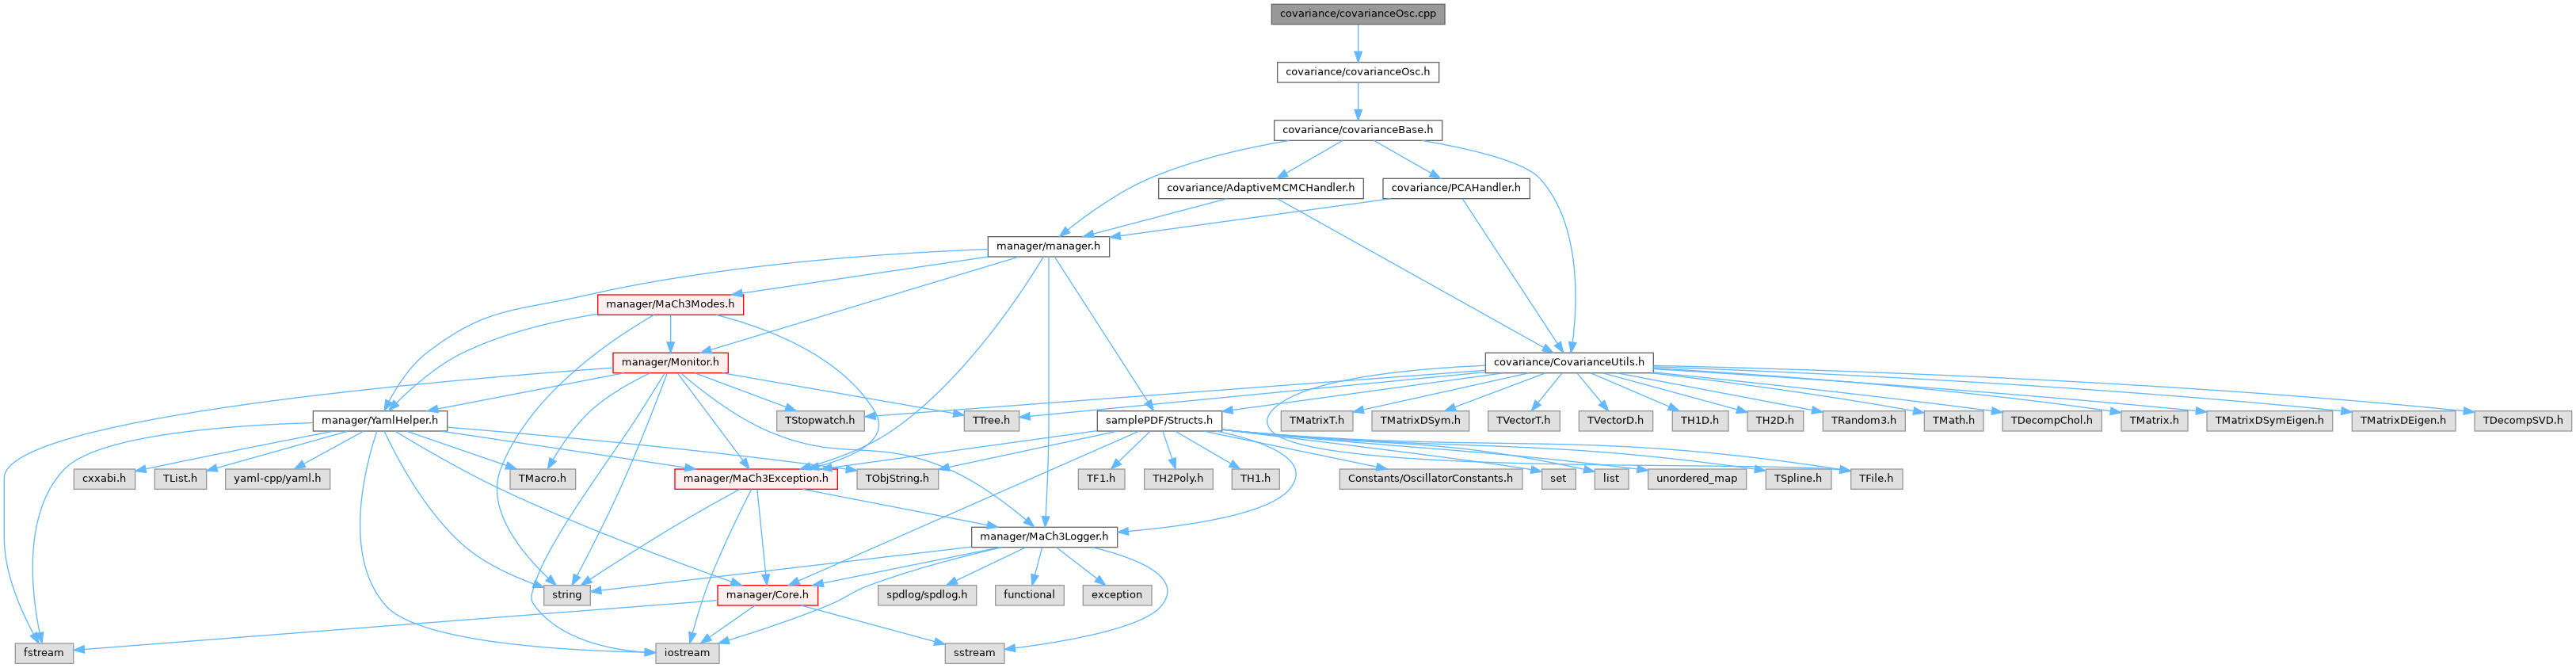 covariance/covarianceOsc.cpp
covariance/covarianceOsc.h
covariance/covarianceBase.h
covariance/AdaptiveMCMCHandler.h
covariance/PCAHandler.h
manager/manager.h
manager/MaCh3Modes.h
manager/Monitor.h
covariance/CovarianceUtils.h
manager/YamlHelper.h
TStopwatch.h
TTree.h
samplePDF/Structs.h
TMatrixT.h
TMatrixDSym.h
TVectorT.h
TVectorD.h
TH1D.h
TH2D.h
TRandom3.h
TMath.h
TDecompChol.h
TMatrix.h
TMatrixDSymEigen.h
TMatrixDEigen.h
TDecompSVD.h
cxxabi.h
TList.h
yaml-cpp/yaml.h
TMacro.h
manager/MaCh3Exception.h
TObjString.h
TF1.h
TH2Poly.h
TH1.h
Constants/OscillatorConstants.h
set
list
unordered_map
TSpline.h
TFile.h
manager/MaCh3Logger.h
string
manager/Core.h
spdlog/spdlog.h
functional
exception
fstream
iostream
sstream